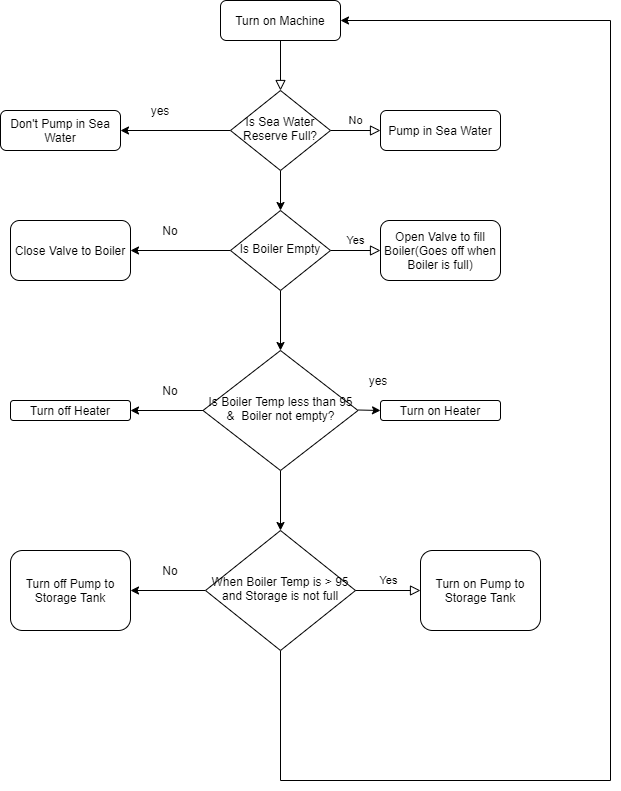 Turn on Machine
yes
No
Don't Pump in Sea
Water
Is Sea Water
Reserve Full?
Pump in Sea Water
No
Yes
Close Valve to Boiler
Is Boiler Empty
Open Valve to fill
Boiler(Goes off when
Boiler is full)
No
yes
Turn off Heater
Is Boiler Temp less than 95
& Boiler not empty?
Turn on Heater
No
Yes
Turn off Pump to
Storage Tank
When Boiler Temp is > 95
and Storage is not full
Turn on Pump to
Storage Tank